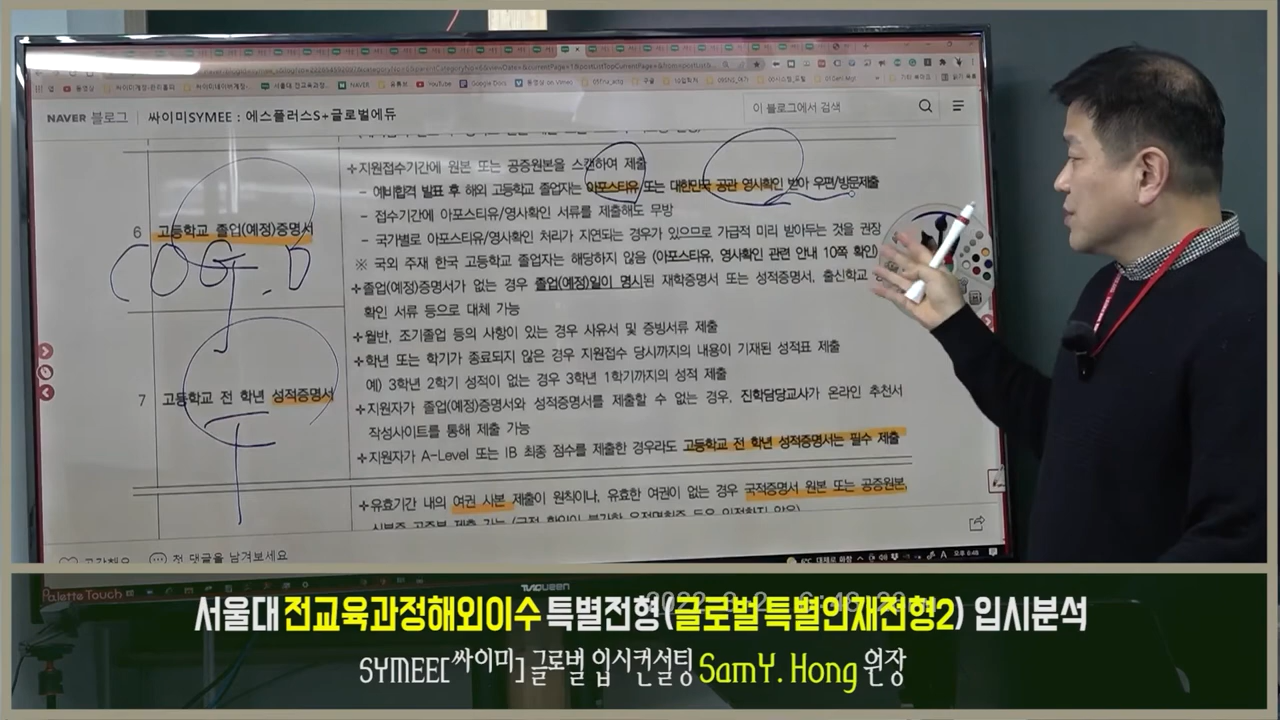 NAVER 블로그 | 싸이미SYMEE : 에스플러스S+글로벌에듀
이 블로그에서 검색
6 고등학교 졸업(예정)증명서
✢지원접수기간에 원본 또는 공증원본을 스캔하여 제출
- 예비합격 발표 후 해외 고등학교 졸업자는 아포스티유 또는 대한민국 공관 영사확인 받아 우편/방문제출
- 접수기간에 아포스티유/영사확인 서류를 제출해도 무방
- 국가별로 아포스티유/영사확인 처리가 지연되는 경우가 있으므로 가급적 미리 받아두는 것을 권장
※ 국외 주재 한국 고등학교 졸업자는 해당하지 않음 (아포스티유, 영사확인 관련 안내 10쪽 확인)
✢졸업(예정)증명서가 없는 경우 졸업(예정)일이 명시된 재학증명서 또는 성적증명서, 출신학교
확인 서류 등으로 대체 가능
✢월반, 조기졸업 등의 사항이 있는 경우 사유서 및 증빙서류 제출
7 고등학교 전 학년 성적증명서
✢학년 또는 학기가 종료되지 않은 경우 지원접수 당시까지의 내용이 기재된 성적표 제출
예) 3학년 2학기 성적이 없는 경우 3학년 1학기까지의 성적 제출
✢지원자가 졸업(예정)증명서와 성적증명서를 제출할 수 없는 경우, 진학담당교사가 온라인 추천서
작성사이트를 통해 제출 가능
✢지원자가 A-Level 또는 IB 최종 점수를 제출한 경우라도 고등학교 전 학년 성적증명서는 필수 제출
✢유효기간 내의 여권 사본 제출이 원칙이나, 유효한 여권이 없는 경우 국적증명서 원본 또는 공증원본,
공감해요 첫 댓글을 남겨보세요
PaletteTouch
서울대 전교육과정해외이수 특별전형(글로벌특별인재전형2) 입시분석
SYMEE[싸이미] 글로벌 입시컨설팅 SamY. Hong 원장